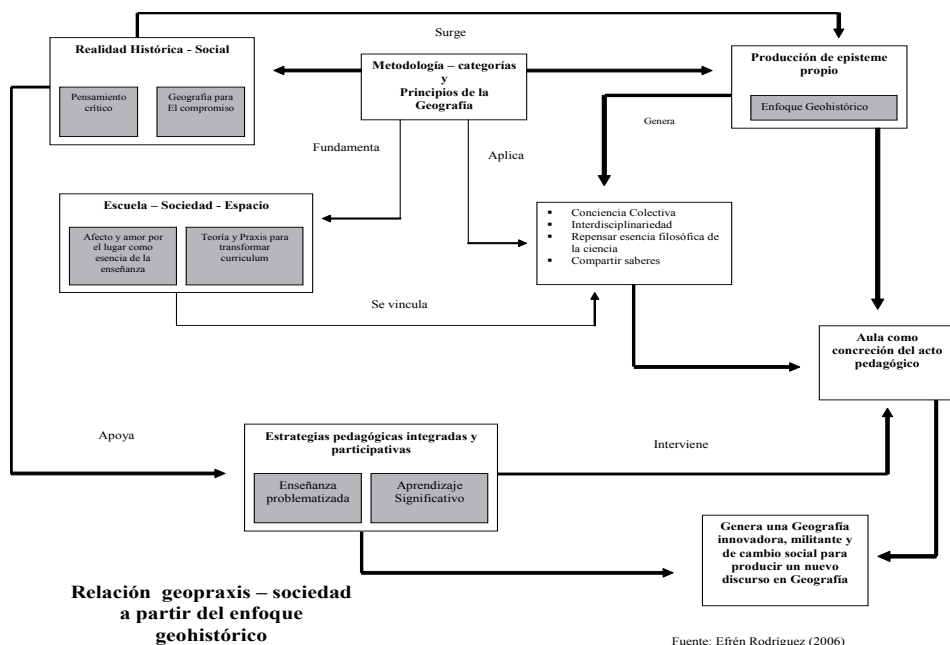 Surge
Realidad Histórica - Social
Pensamiento
crítico
Geografía para
El compromiso
Metodología – categorías
y
Principios de la
Geografía
Producción de episteme
propio
Enfoque Geohistórico
Genera
Fundamenta
Aplica
Escuela – Sociedad - Espacio
Afecto y amor por
el lugar como
esencia de la
enseñanza
Teoría y Praxis para
transformar
curriculum
▪ Conciencia Colectiva
▪ Interdisciplinariedad
▪ Repensar esencia filosófica de
la ciencia
▪ Compartir saberes
Se vincula
Aula como
concreción del acto
pedagógico
Apoya
Estrategias pedagógicas integradas y
participativas
Enseñanza
problematizada
Aprendizaje
Significativo
Interviene
Genera una Geografía
innovadora, militante y
de cambio social para
producir un nuevo
discurso en Geografía
Relación geopraxis – sociedad
a partir del enfoque
geohistórico
Fuente: Efrén Rodríguez (2006)